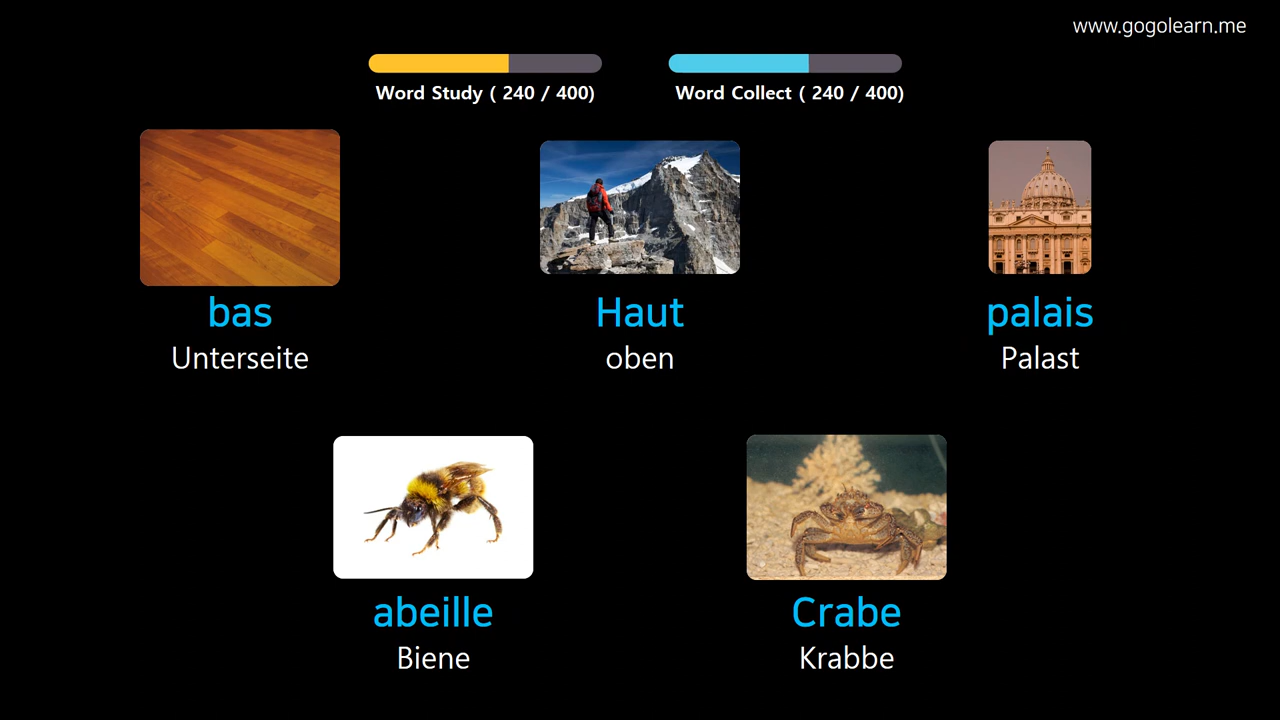 www.gogolearn.me
Word Study ( 240 / 400)
Word Collect ( 240 / 400)
bas
Unterseite
Haut
oben
palais
Palast
abeille
Biene
Crabe
Krabbe